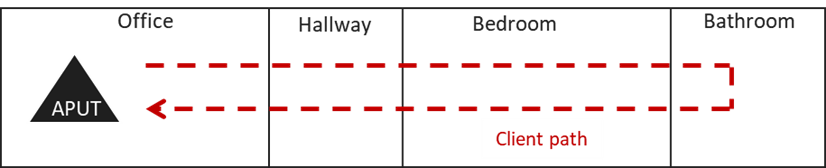 Office
Hallway
Bedroom
Bathroom
APUT
Client path